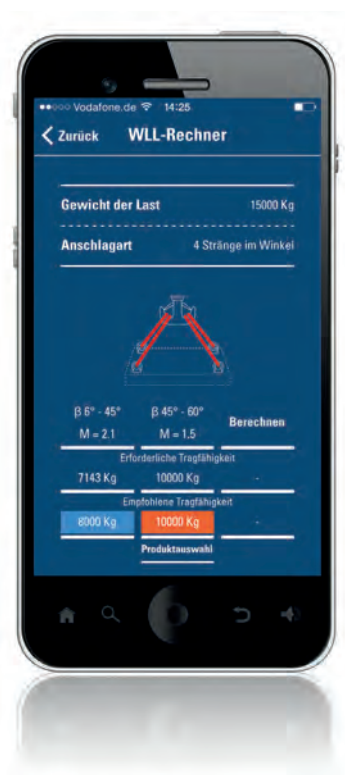 Vodafone.de 14:25
Zurück WLL-Rechner
Gewicht der Last 15000 Kg
Anschlagart 4 Stränge im Winkel
β 6° - 45° β 45° - 60° Berechnen
M = 2.1 M = 1.5
Erforderliche Tragfähigkeit
7143 Kg 10000 Kg -
Empfohlene Tragfähigkeit
8000 Kg 10000 Kg -
Produktauswahl